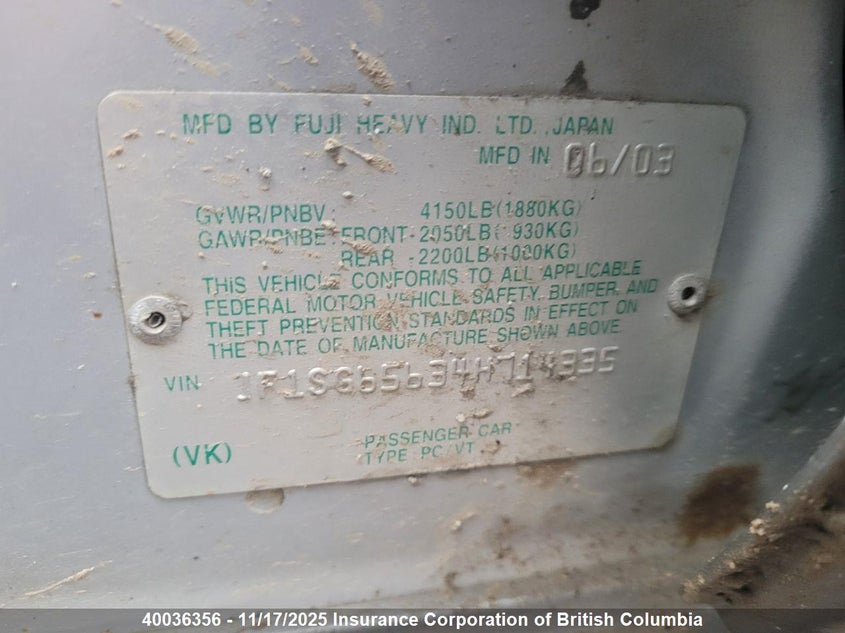 MFD BY FUJI HEAVY IND. LTD., JAPAN
MFD IN 06/03
GVWR/PNBV 4150LB(1880KG)
GAWR/PNBE FRONT-2050LB( 930KG)
REAR -2200LB(1000KG)
THIS VEHICLE CONFORMS TO ALL APPLICABLE
FEDERAL MOTOR VEHICLE SAFETY, BUMPER, AND
THEFT PREVENTION STANDARDS IN EFFECT ON
THE DATE OF MANUFACTURE SHOWN ABOVE.
VIN JF1SG65634H714335
(VK)
PASSENGER CAR
TYPE PC/VT
40036356 - 11/17/2025 Insurance Corporation of British Columbia